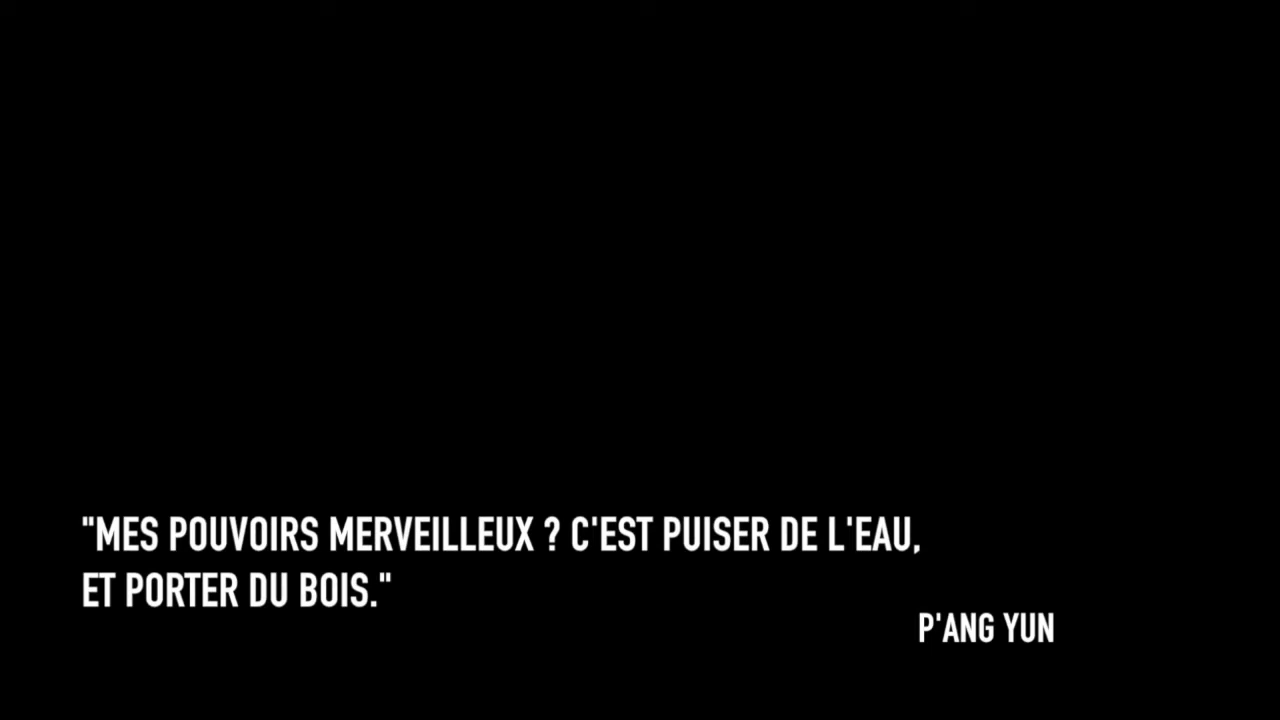 "MES POUVOIRS MERVEILLEUX ? C'EST PUISER DE L'EAU,
ET PORTER DU BOIS."
P'ANG YUN